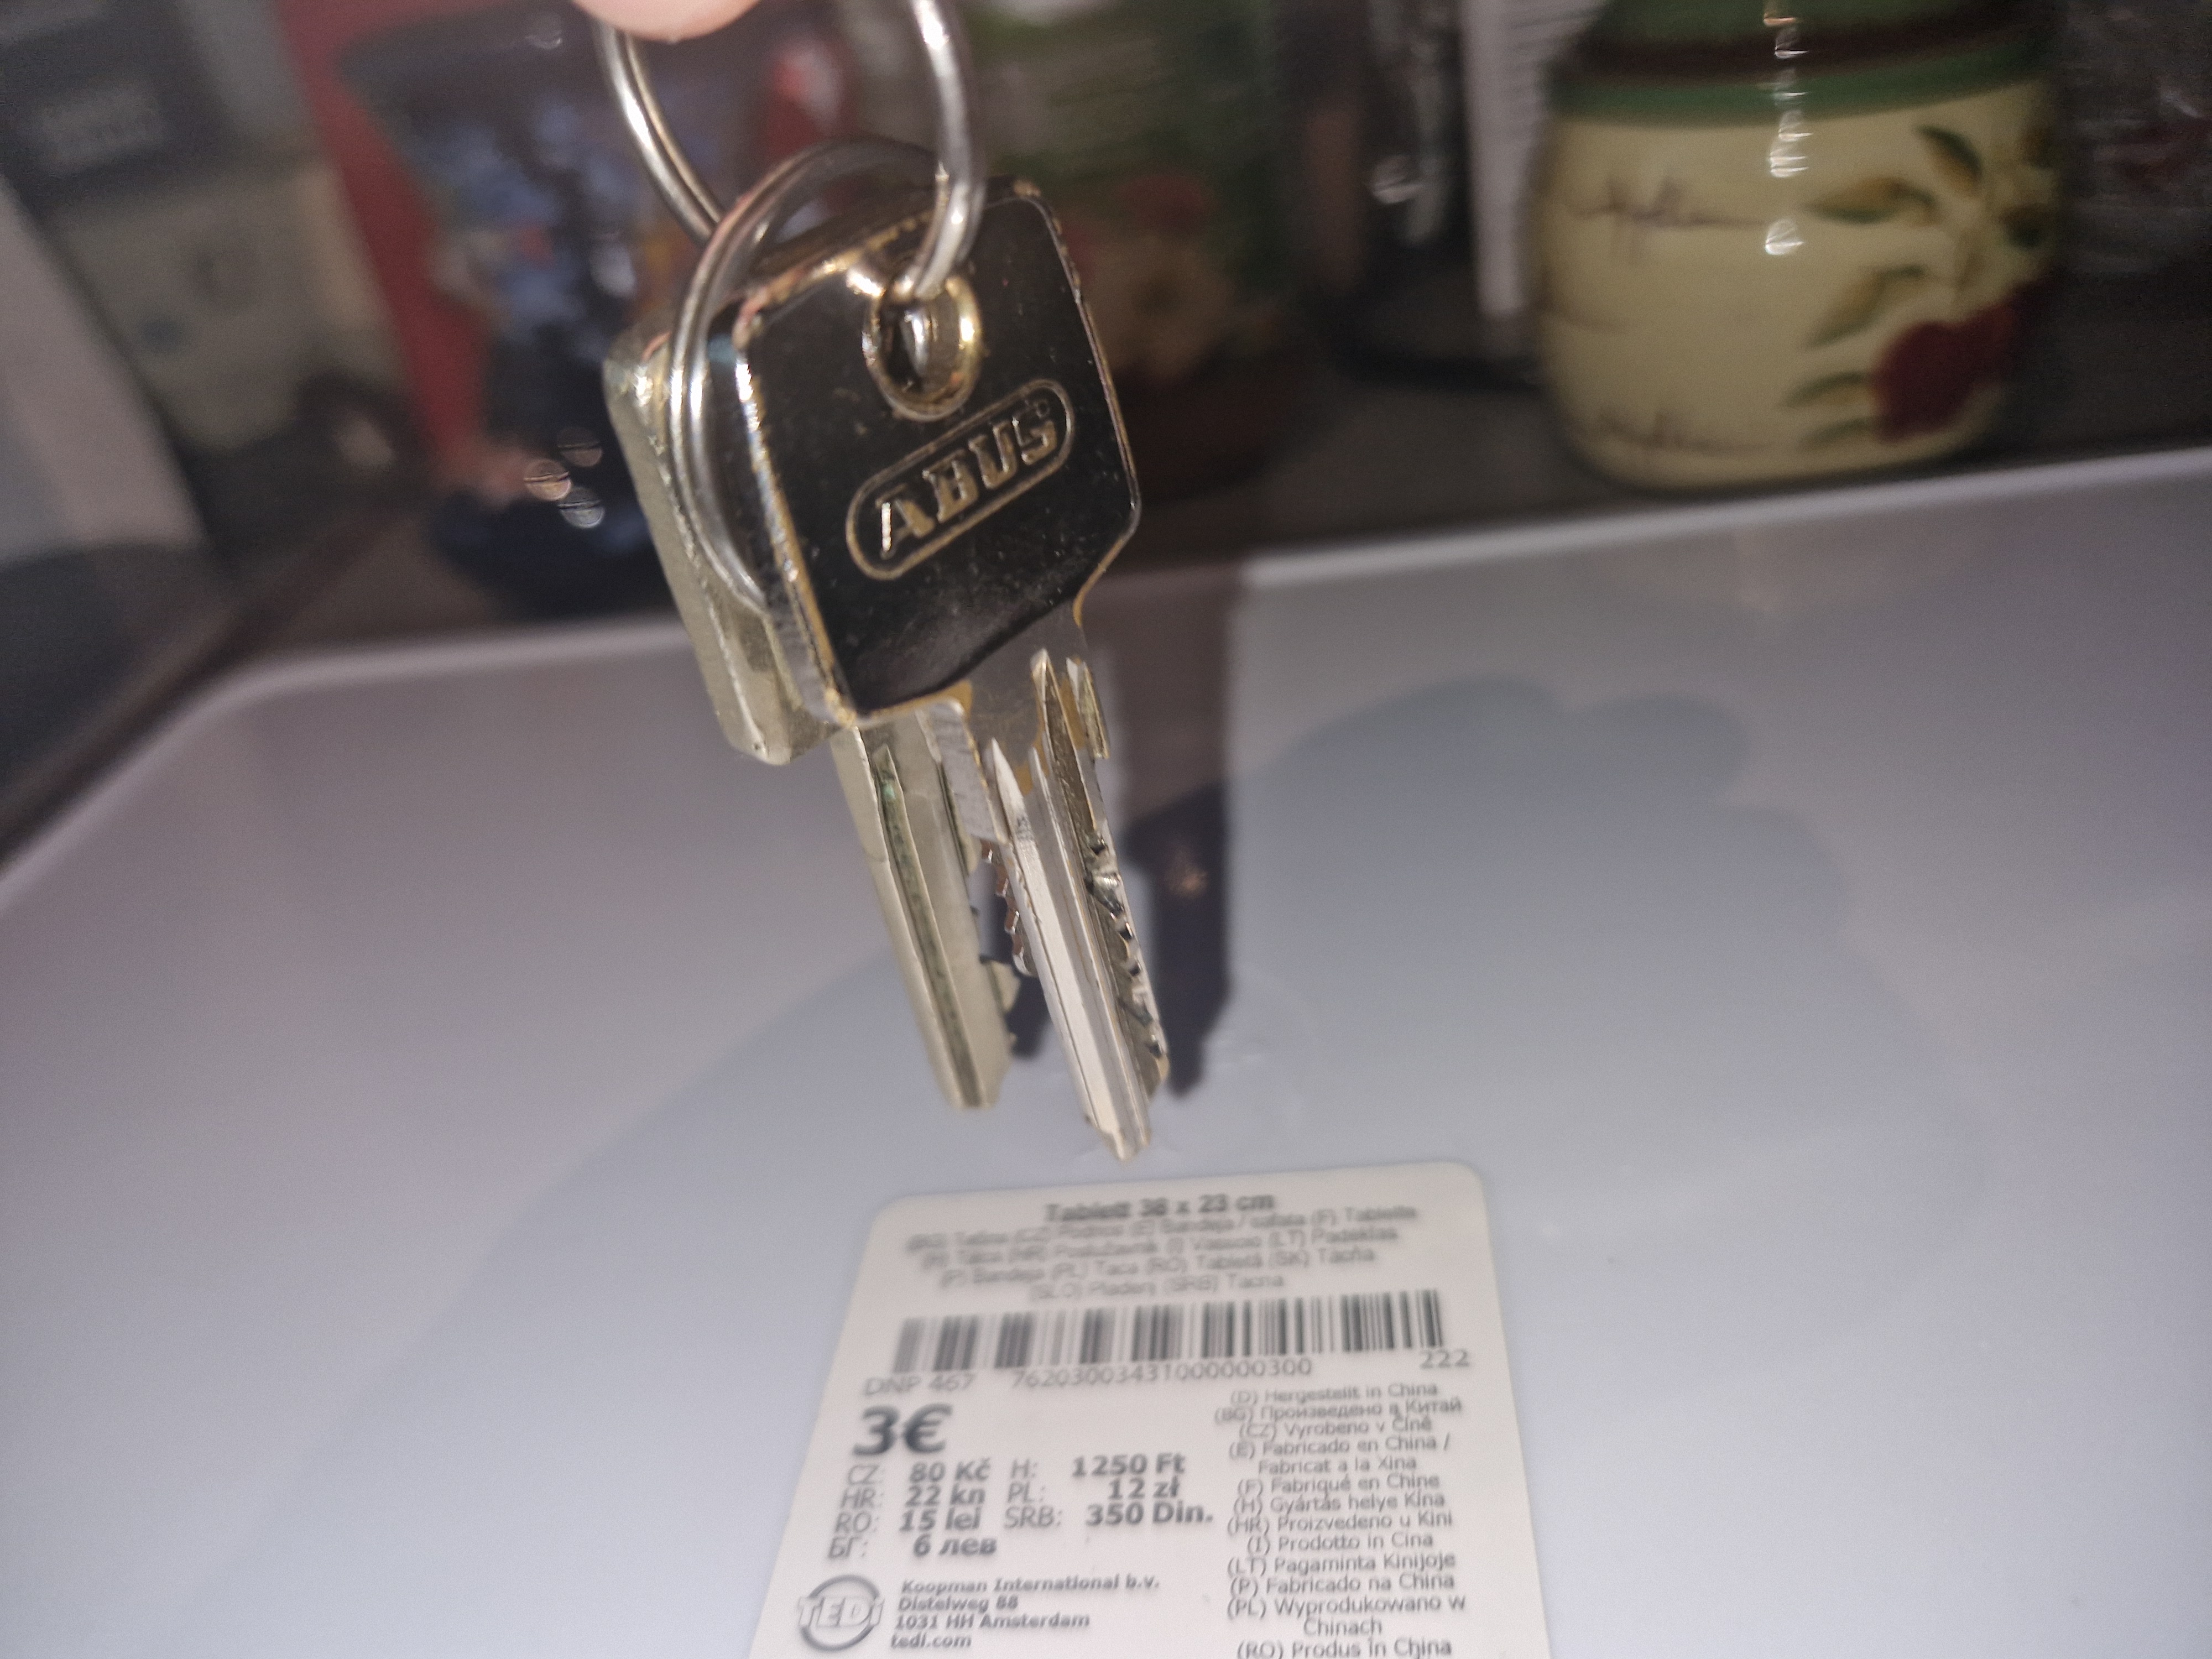 ABUS
Tablett 38 x 23 cm
(BG) Табла (CZ) Podnos (E) Bandeja / safata (F) Tablette
(H) Tálca (HR) Poslužavnik (I) Vassoio (LT) Padėklas
(P) Bandeja (PL) Taca (RO) Tabletă (SK) Tácňa
(SLO) Pladenj (SRB) Tacna
222
DNP 467 76203003431000000300
3€
CZ: 80 Kč H: 1250 Ft
HR: 22 kn PL: 12 zł
RO: 15 lei SRB: 350 Din.
БГ: 6 лев
TEDi
Koopman International b.v.
Distelweg 88
1031 HH Amsterdam
tedi.com
(D) Hergestellt in China
(BG) Произведено в Китай
(CZ) Vyrobeno v Číně
(E) Fabricado en China /
Fabricat a la Xina
(F) Fabriqué en Chine
(H) Gyártás helye Kína
(HR) Proizvedeno u Kini
(I) Prodotto in Cina
(LT) Pagaminta Kinijoje
(P) Fabricado na China
(PL) Wyprodukowano w
Chinach
(RO) Produs în China